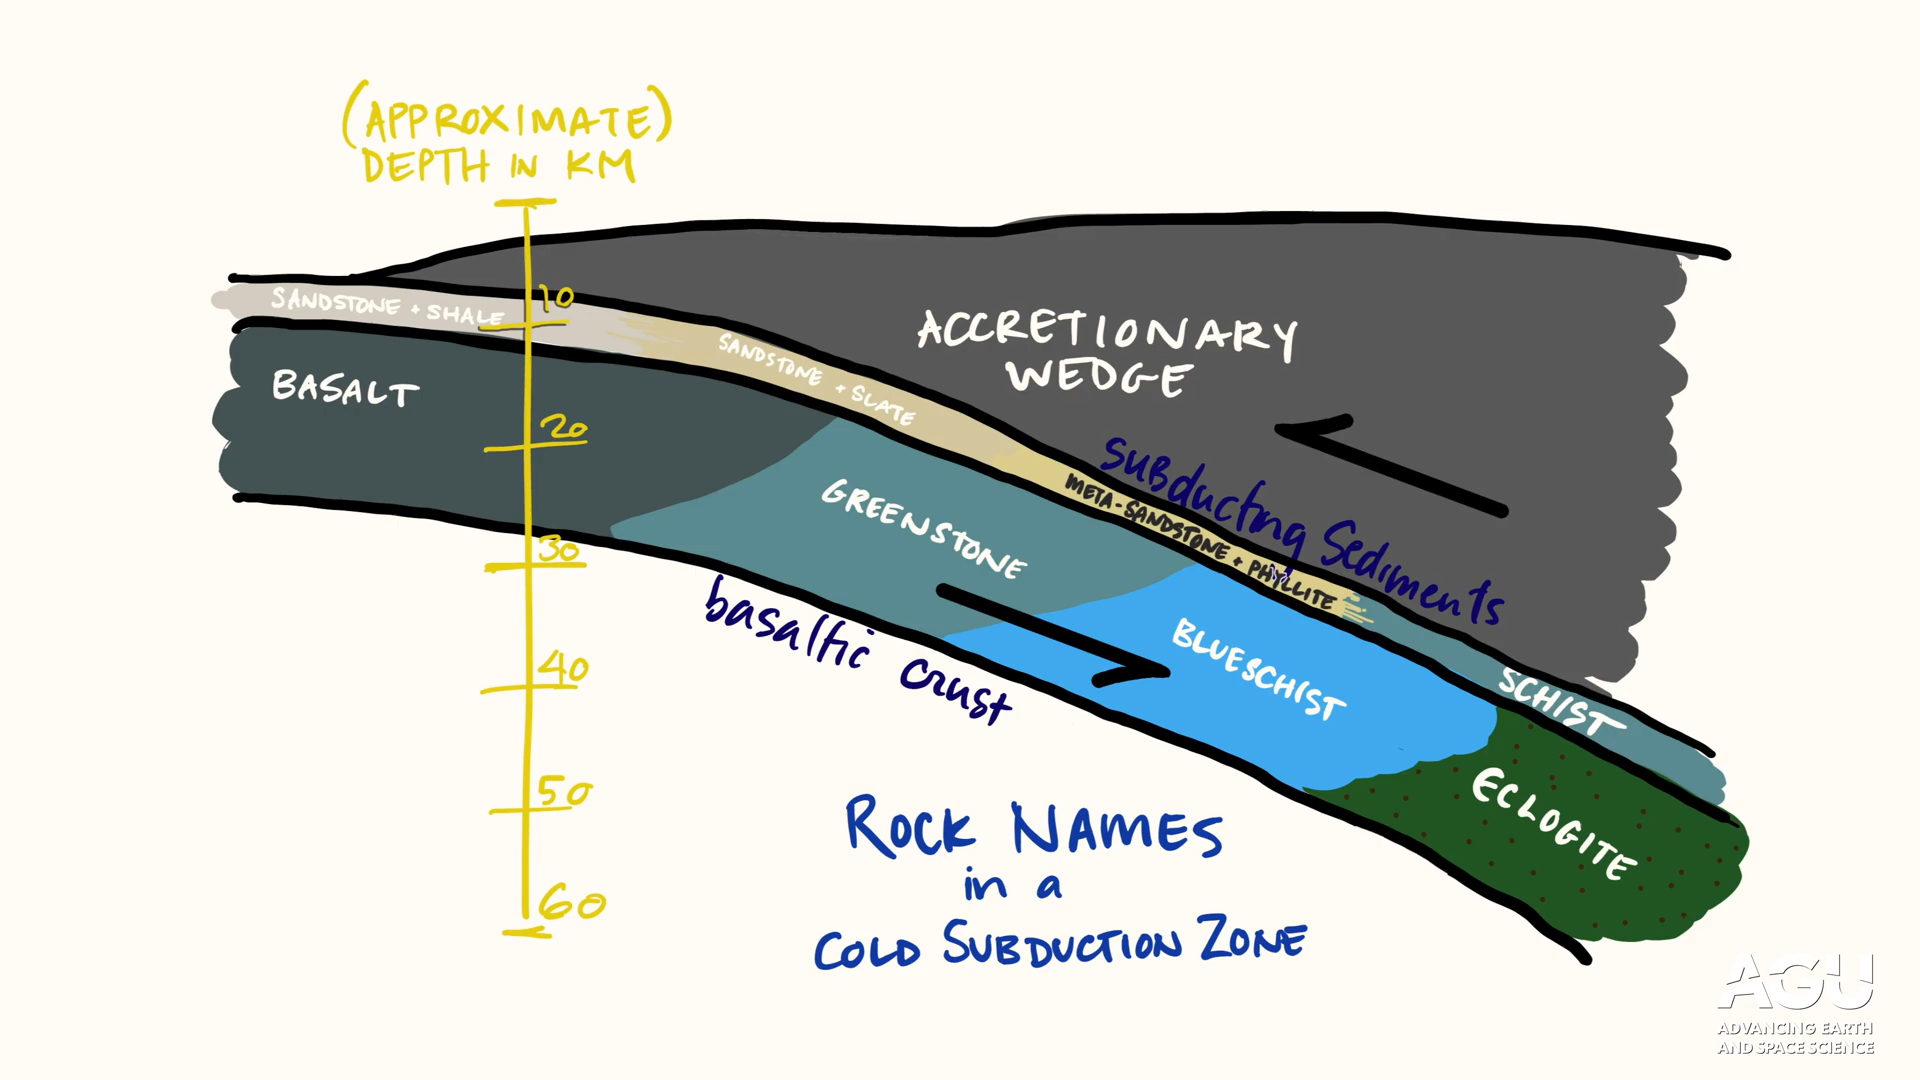 (APPROXIMATE)
DEPTH IN KM
10
20
30
40
50
60
SANDSTONE + SHALE
SANDSTONE + SLATE
META-SANDSTONE + PHYLLITE
SCHIST
BASALT
GREENSTONE
BLUESCHIST
ECLOGITE
ACCRETIONARY
WEDGE
subducting sediments
basaltic crust
ROCK NAMES
in a
COLD SUBDUCTION ZONE
AGU
ADVANCING EARTH
AND SPACE SCIENCE